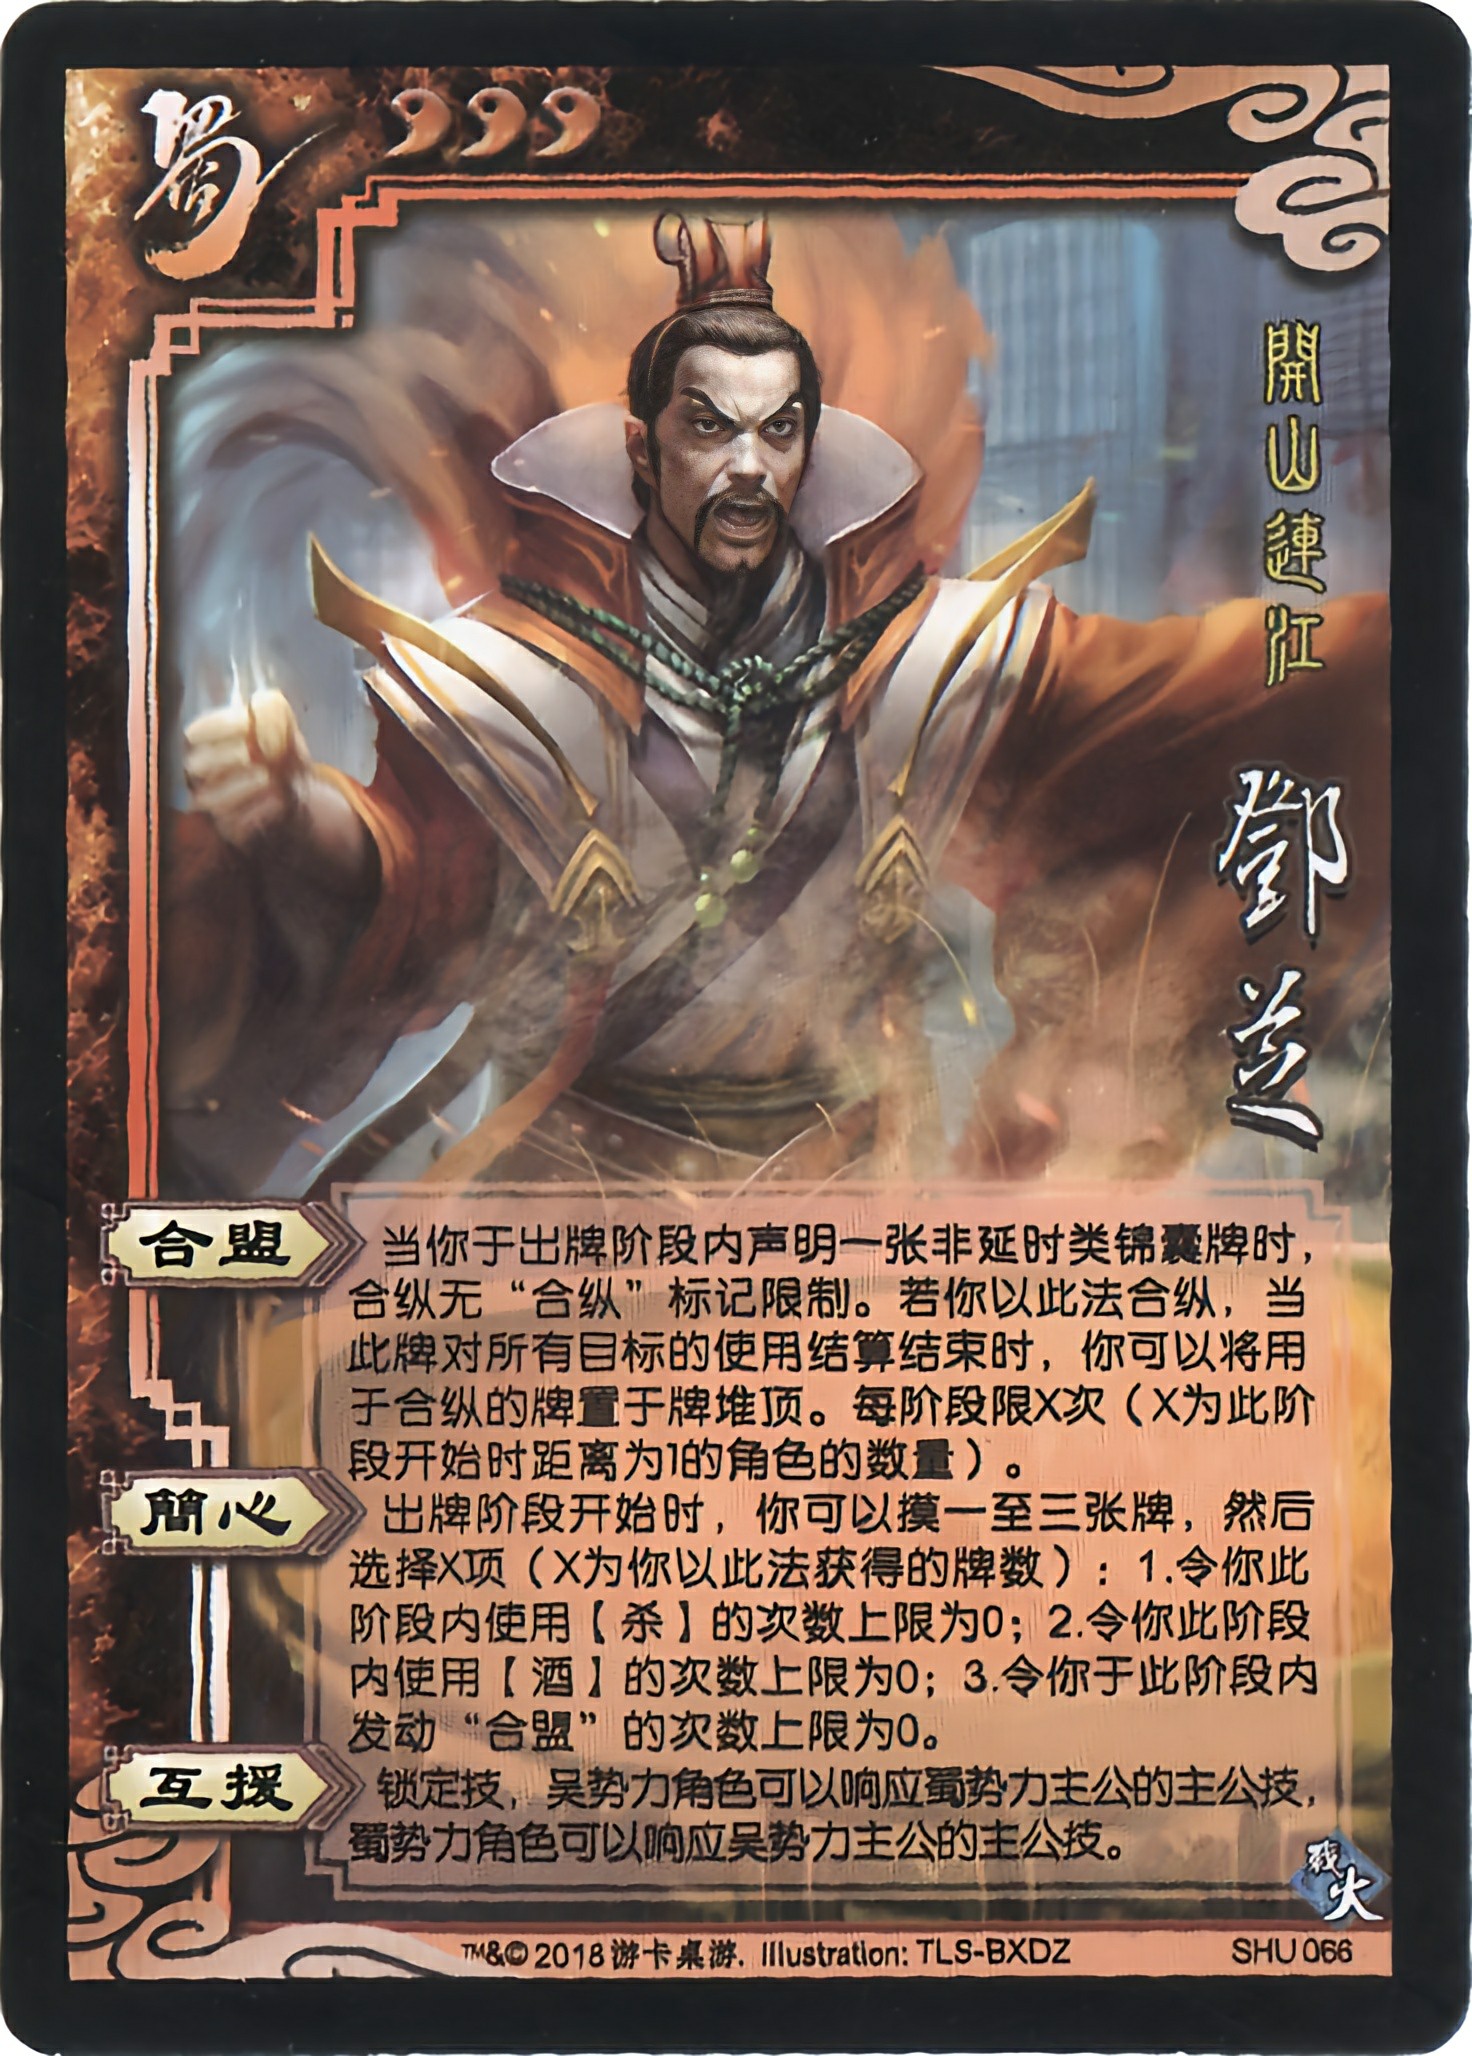 蜀
開山連江
鄧芝
合盟
当你于出牌阶段内声明一张非延时类锦囊牌时，
合纵无“合纵”标记限制。若你以此法合纵，当
此牌对所有目标的使用结算结束时，你可以将用
于合纵的牌置于牌堆顶。每阶段限X次（X为此阶
段开始时距离为1的角色的数量）。
簡心
出牌阶段开始时，你可以摸一至三张牌，然后
选择X项（X为你以此法获得的牌数）：1.令你此
阶段内使用【杀】的次数上限为0；2.令你此阶段
内使用【酒】的次数上限为0；3.令你于此阶段内
发动“合盟”的次数上限为0。
互援
锁定技，吴势力角色可以响应蜀势力主公的主公技，
蜀势力角色可以响应吴势力主公的主公技。
戰火
™&©2018游卡桌游. Illustration: TLS-BXDZ
SHU 066